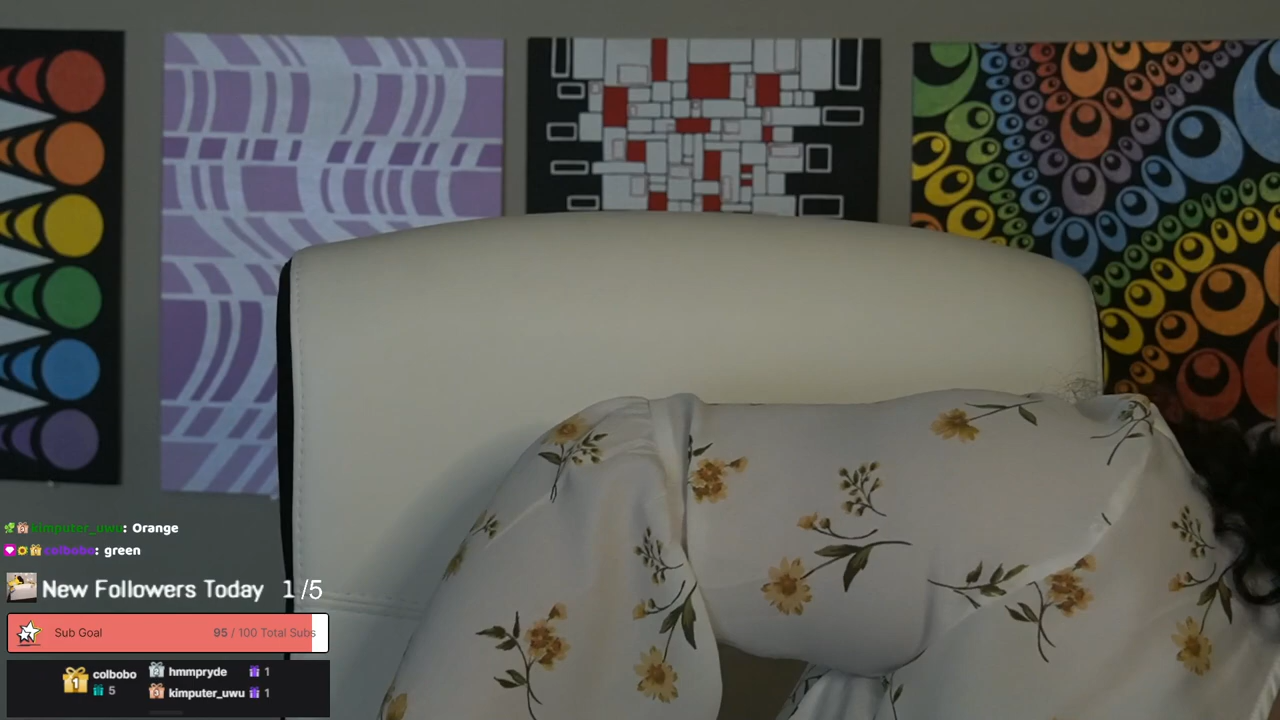 kimputer_uwu: Orange
colbobo: green
New Followers Today 1 /5
Sub Goal 95 / 100 Total Subs
1 colbobo 5
hmmpryde 1
kimputer_uwu 1